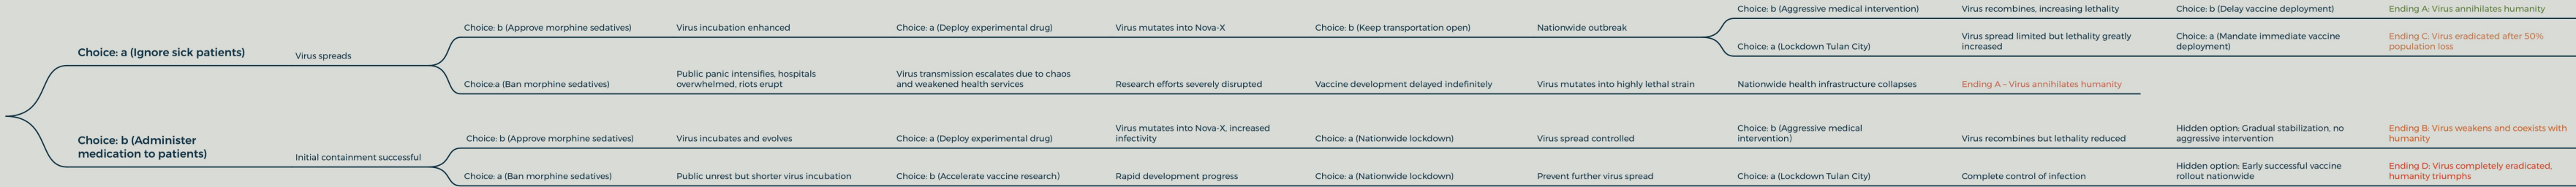 Choice: a (Ignore sick patients)
Virus spreads
Choice: b (Approve morphine sedatives)
Virus incubation enhanced
Choice: a (Deploy experimental drug)
Virus mutates into Nova-X
Choice: b (Keep transportation open)
Nationwide outbreak
Choice: b (Aggressive medical intervention)
Virus recombines, increasing lethality
Choice: b (Delay vaccine deployment)
Ending A: Virus annihilates humanity
Choice: a (Lockdown Tulan City)
Virus spread limited but lethality greatly
increased
Choice: a (Mandate immediate vaccine
deployment)
Ending C: Virus eradicated after 50%
population loss
Choice:a (Ban morphine sedatives)
Public panic intensifies, hospitals
overwhelmed, riots erupt
Virus transmission escalates due to chaos
and weakened health services
Research efforts severely disrupted
Vaccine development delayed indefinitely
Virus mutates into highly lethal strain
Nationwide health infrastructure collapses
Ending A – Virus annihilates humanity
Choice: b (Administer
medication to patients)
Initial containment successful
Choice: b (Approve morphine sedatives)
Virus incubates and evolves
Choice: a (Deploy experimental drug)
Virus mutates into Nova-X, increased
infectivity
Choice: a (Nationwide lockdown)
Virus spread controlled
Choice: b (Aggressive medical
intervention)
Virus recombines but lethality reduced
Hidden option: Gradual stabilization, no
aggressive intervention
Ending B: Virus weakens and coexists with
humanity
Choice: a (Ban morphine sedatives)
Public unrest but shorter virus incubation
Choice: b (Accelerate vaccine research)
Rapid development progress
Choice: a (Nationwide lockdown)
Prevent further virus spread
Choice: a (Lockdown Tulan City)
Complete control of infection
Hidden option: Early successful vaccine
rollout nationwide
Ending D: Virus completely eradicated,
humanity triumphs